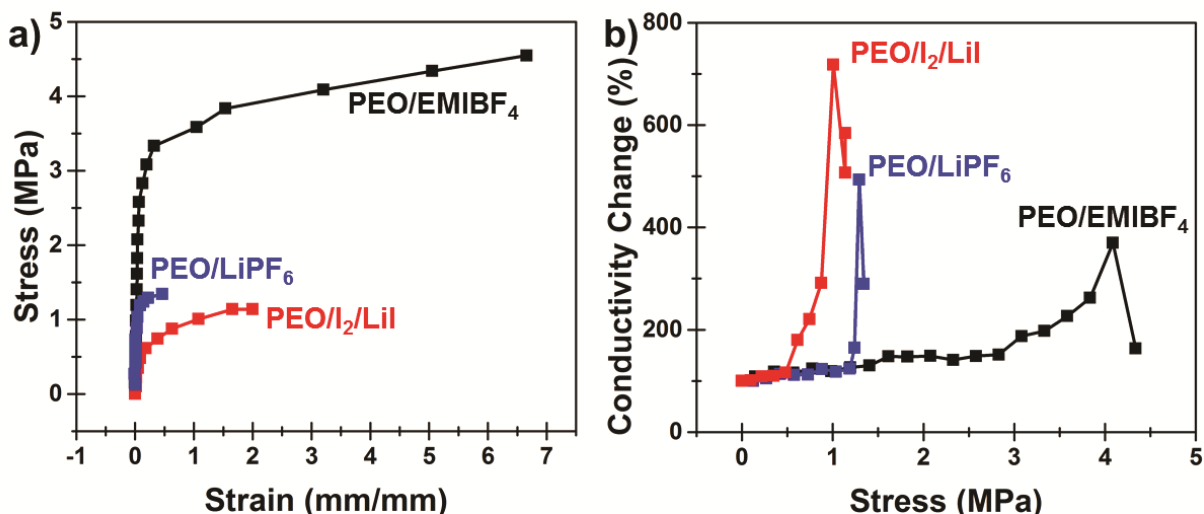 a)
5
4
3
2
1
0
Stress (MPa)
PEO/EMIBF₄
PEO/LiPF₆
PEO/I₂/LiI
-1 0 1 2 3 4 5 6 7
Strain (mm/mm)
b)
800
600
400
200
0
Conductivity Change (%)
PEO/I₂/LiI
PEO/LiPF₆
PEO/EMIBF₄
0 1 2 3 4 5
Stress (MPa)